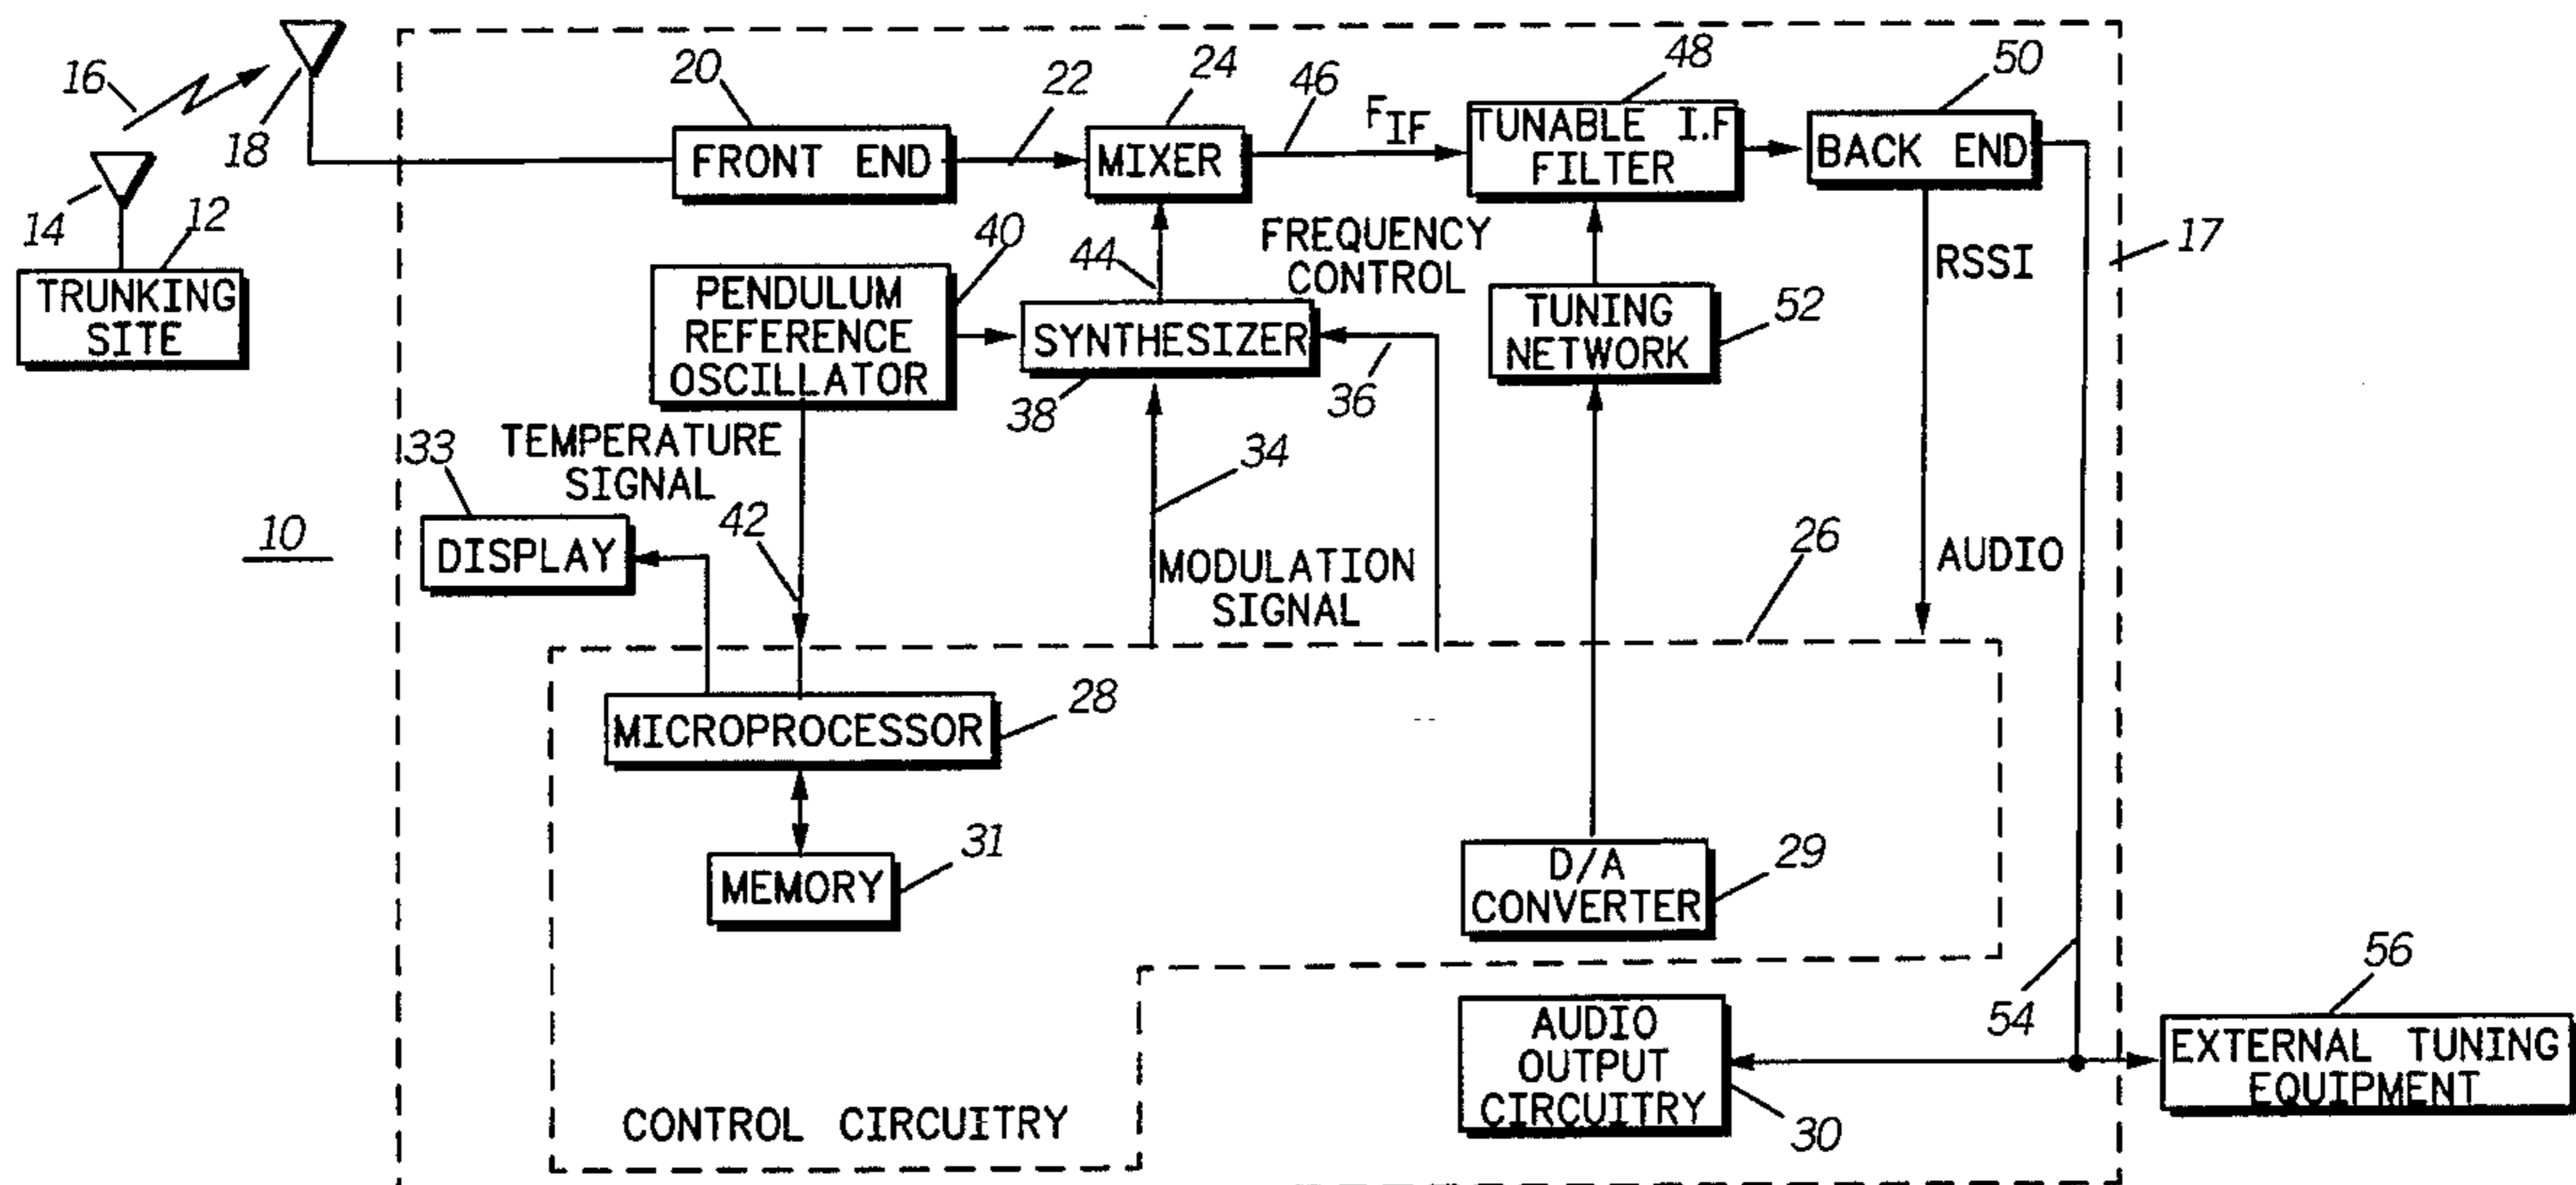 16
18
14
12
TRUNKING
SITE
10
20
FRONT END
22
24
MIXER
46
F_IF
48
TUNABLE I.F
FILTER
50
BACK END
17
40
PENDULUM
REFERENCE
OSCILLATOR
44
SYNTHESIZER
38
FREQUENCY
CONTROL
36
TUNING
NETWORK
52
RSSI
33
TEMPERATURE
SIGNAL
42
DISPLAY
34
MODULATION
SIGNAL
26
AUDIO
MICROPROCESSOR
28
MEMORY
31
D/A
CONVERTER
29
CONTROL CIRCUITRY
AUDIO
OUTPUT
CIRCUITRY
30
54
56
EXTERNAL TUNING
EQUIPMENT